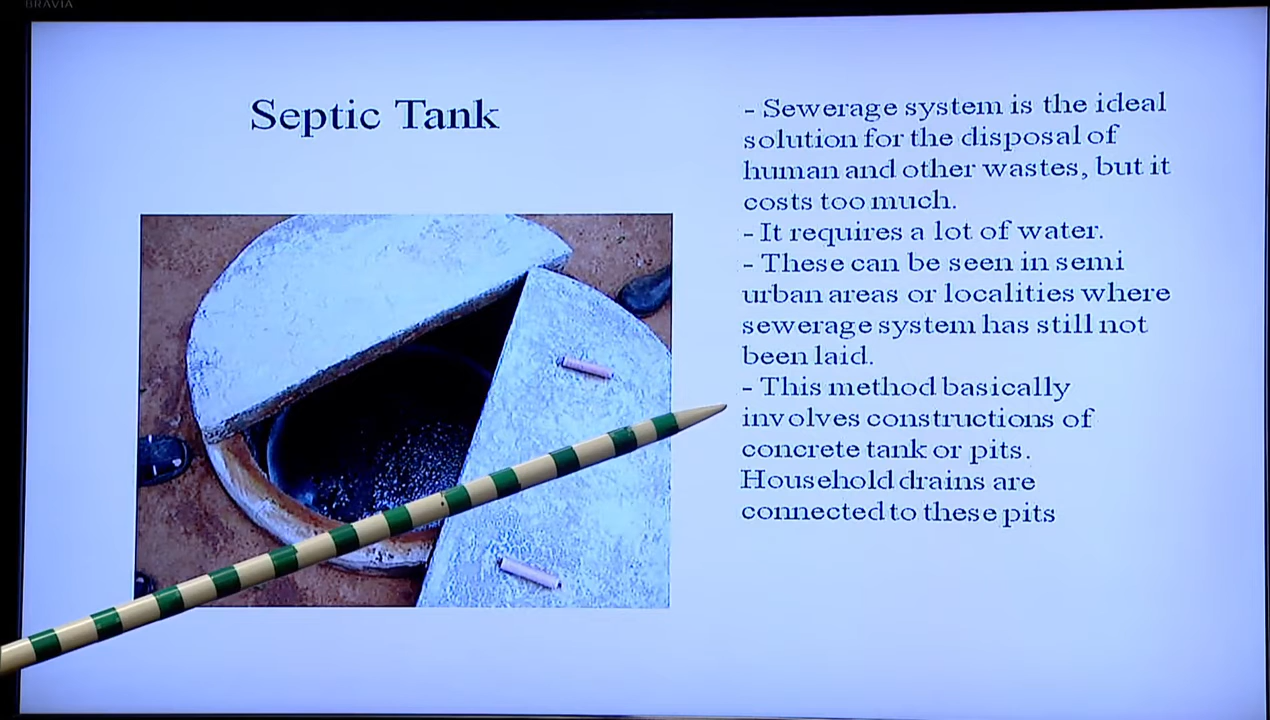 BRAVIA
Septic Tank
- Sewerage system is the ideal
solution for the disposal of
human and other wastes, but it
costs too much.
- It requires a lot of water.
- These can be seen in semi
urban areas or localities where
sewerage system has still not
been laid.
- This method basically
involves constructions of
concrete tank or pits.
Household drains are
connected to these pits